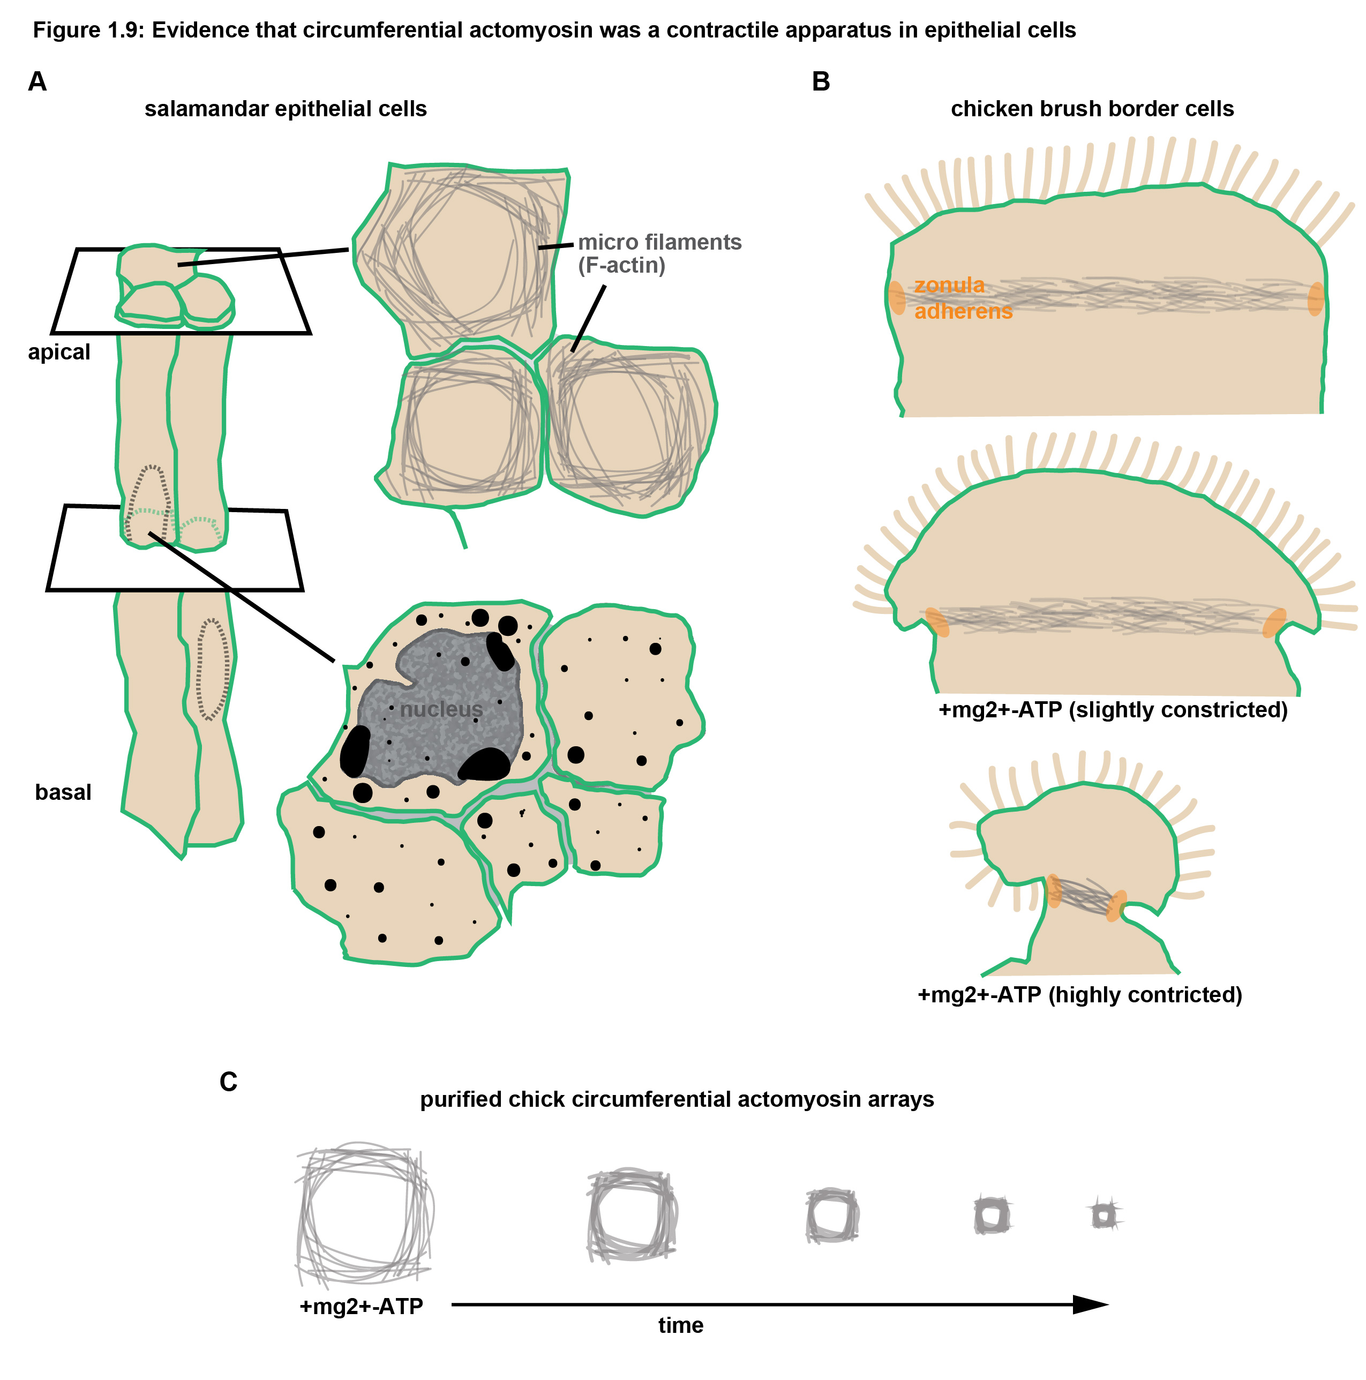 Figure 1.9: Evidence that circumferential actomyosin was a contractile apparatus in epithelial cells
A
salamandar epithelial cells
micro filaments
(F-actin)
apical
nucleus
basal
B
chicken brush border cells
zonula
adherens
+mg2+-ATP (slightly constricted)
+mg2+-ATP (highly contricted)
C
purified chick circumferential actomyosin arrays
+mg2+-ATP
time